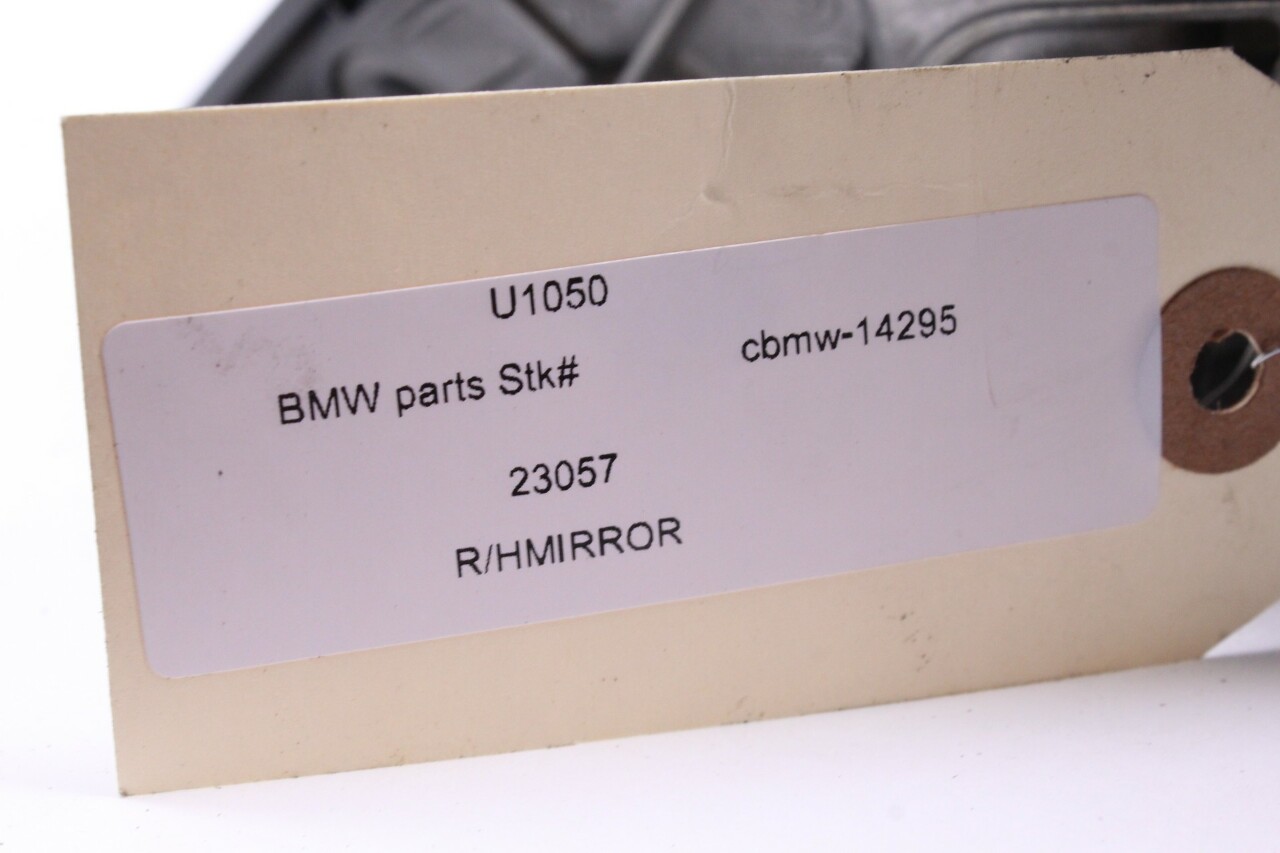 U1050
BMW parts Stk# cbmw-14295
23057
R/HMIRROR